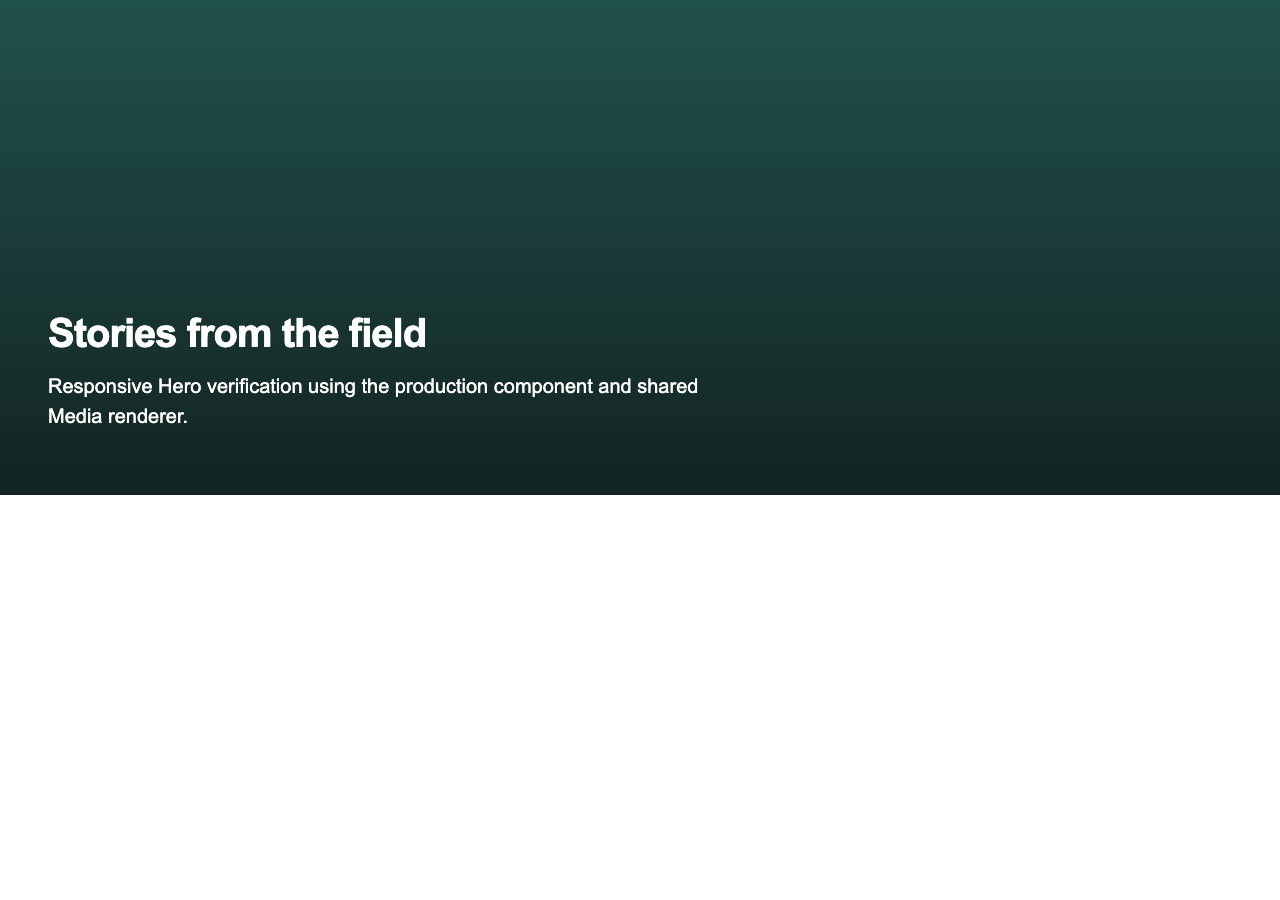 Stories from the field
Responsive Hero verification using the production component and shared
Media renderer.